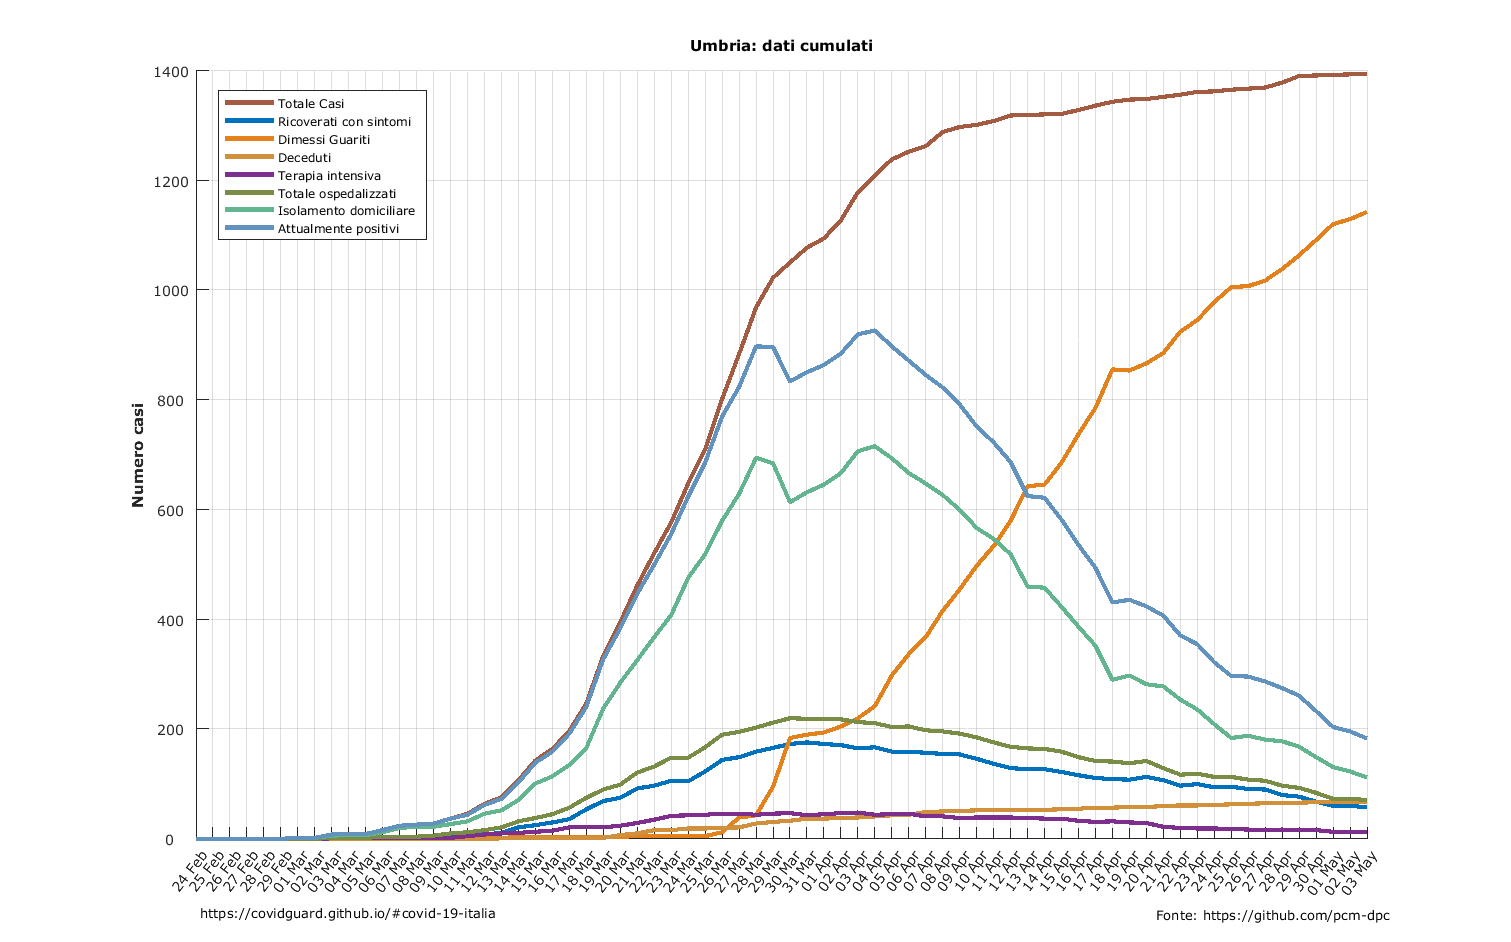 Umbria: dati cumulati
Numero casi
1400
1200
1000
800
600
400
200
0
Totale Casi
Ricoverati con sintomi
Dimessi Guariti
Deceduti
Terapia intensiva
Totale ospedalizzati
Isolamento domiciliare
Attualmente positivi
24 Feb
25 Feb
26 Feb
27 Feb
28 Feb
29 Feb
01 Mar
02 Mar
03 Mar
04 Mar
05 Mar
06 Mar
07 Mar
08 Mar
09 Mar
10 Mar
11 Mar
12 Mar
13 Mar
14 Mar
15 Mar
16 Mar
17 Mar
18 Mar
19 Mar
20 Mar
21 Mar
22 Mar
23 Mar
24 Mar
25 Mar
26 Mar
27 Mar
28 Mar
29 Mar
30 Mar
31 Mar
01 Apr
02 Apr
03 Apr
04 Apr
05 Apr
06 Apr
07 Apr
08 Apr
09 Apr
10 Apr
11 Apr
12 Apr
13 Apr
14 Apr
15 Apr
16 Apr
17 Apr
18 Apr
19 Apr
20 Apr
21 Apr
22 Apr
23 Apr
24 Apr
25 Apr
26 Apr
27 Apr
28 Apr
29 Apr
30 Apr
01 May
02 May
03 May
https://covidguard.github.io/#covid-19-italia
Fonte: https://github.com/pcm-dpc